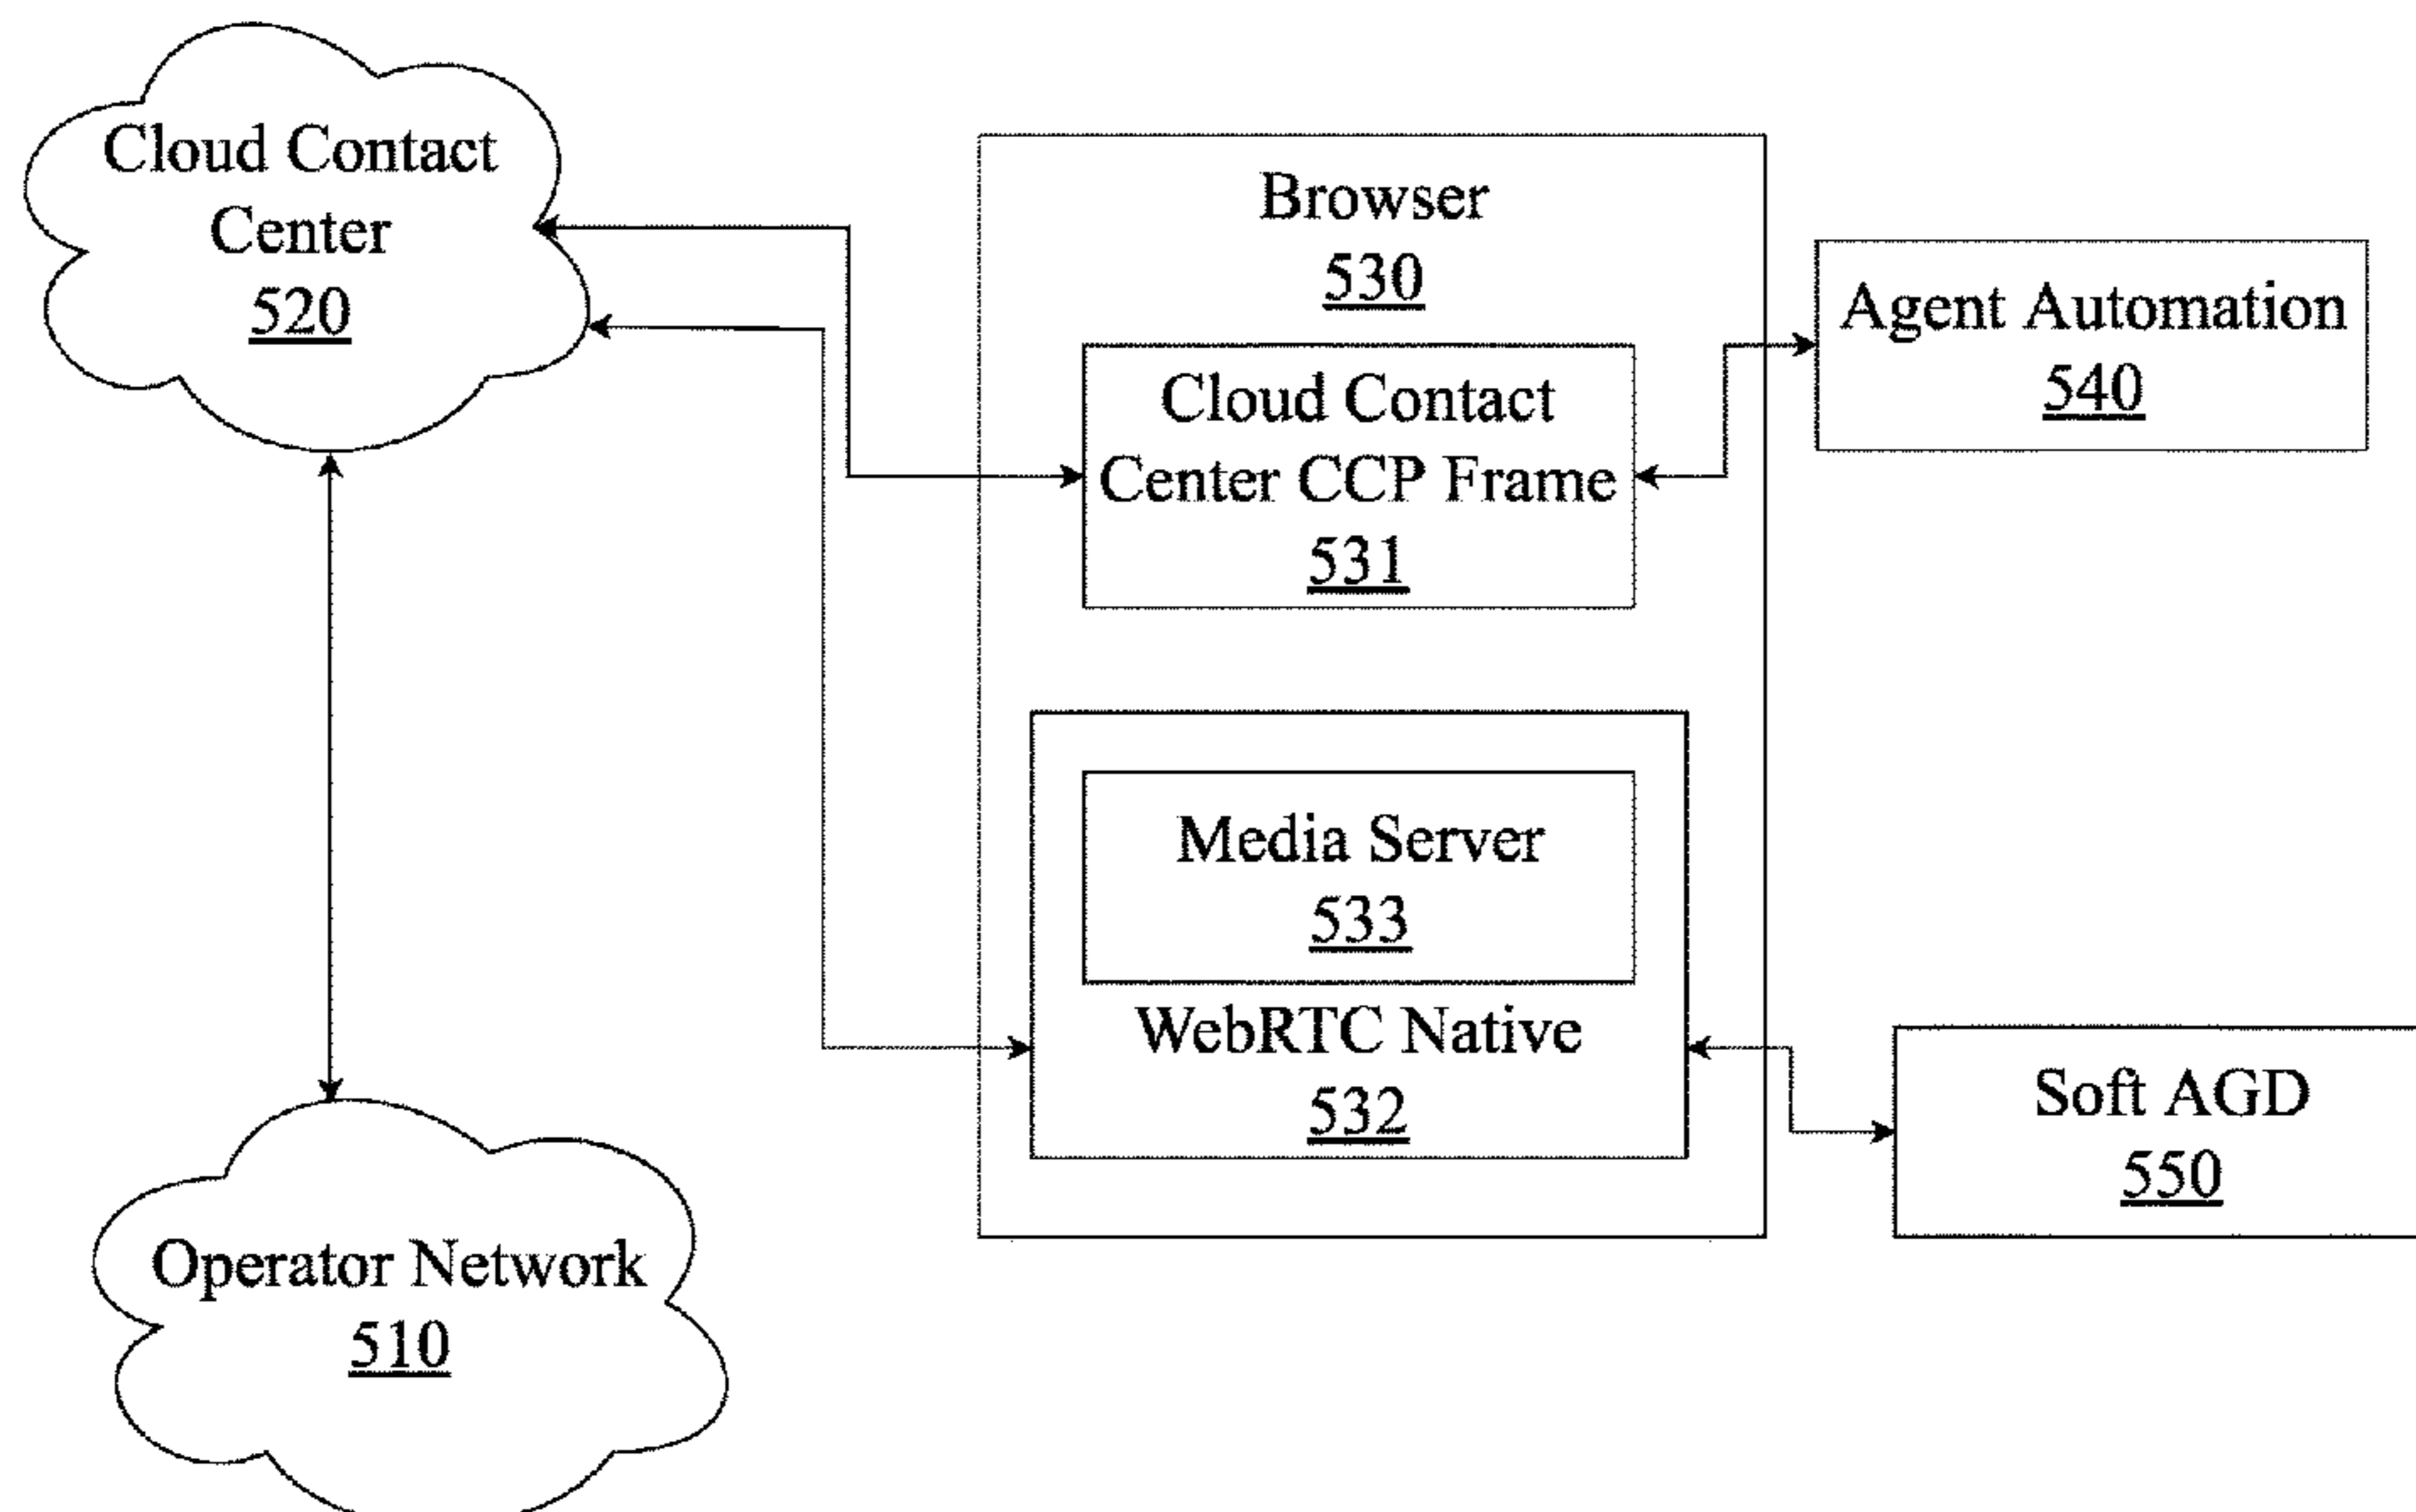 Cloud Contact
Center
520
Browser
530
Agent Automation
540
Cloud Contact
Center CCP Frame
531
Media Server
533
WebRTC Native
532
Soft AGD
550
Operator Network
510